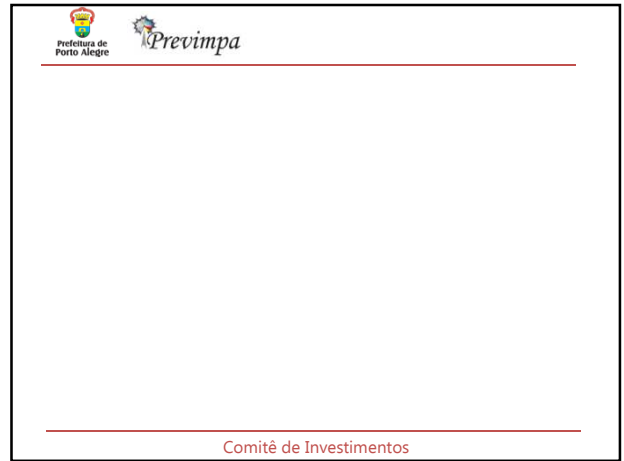 Prefeitura de
Porto Alegre
Previmpa
Comitê de Investimentos